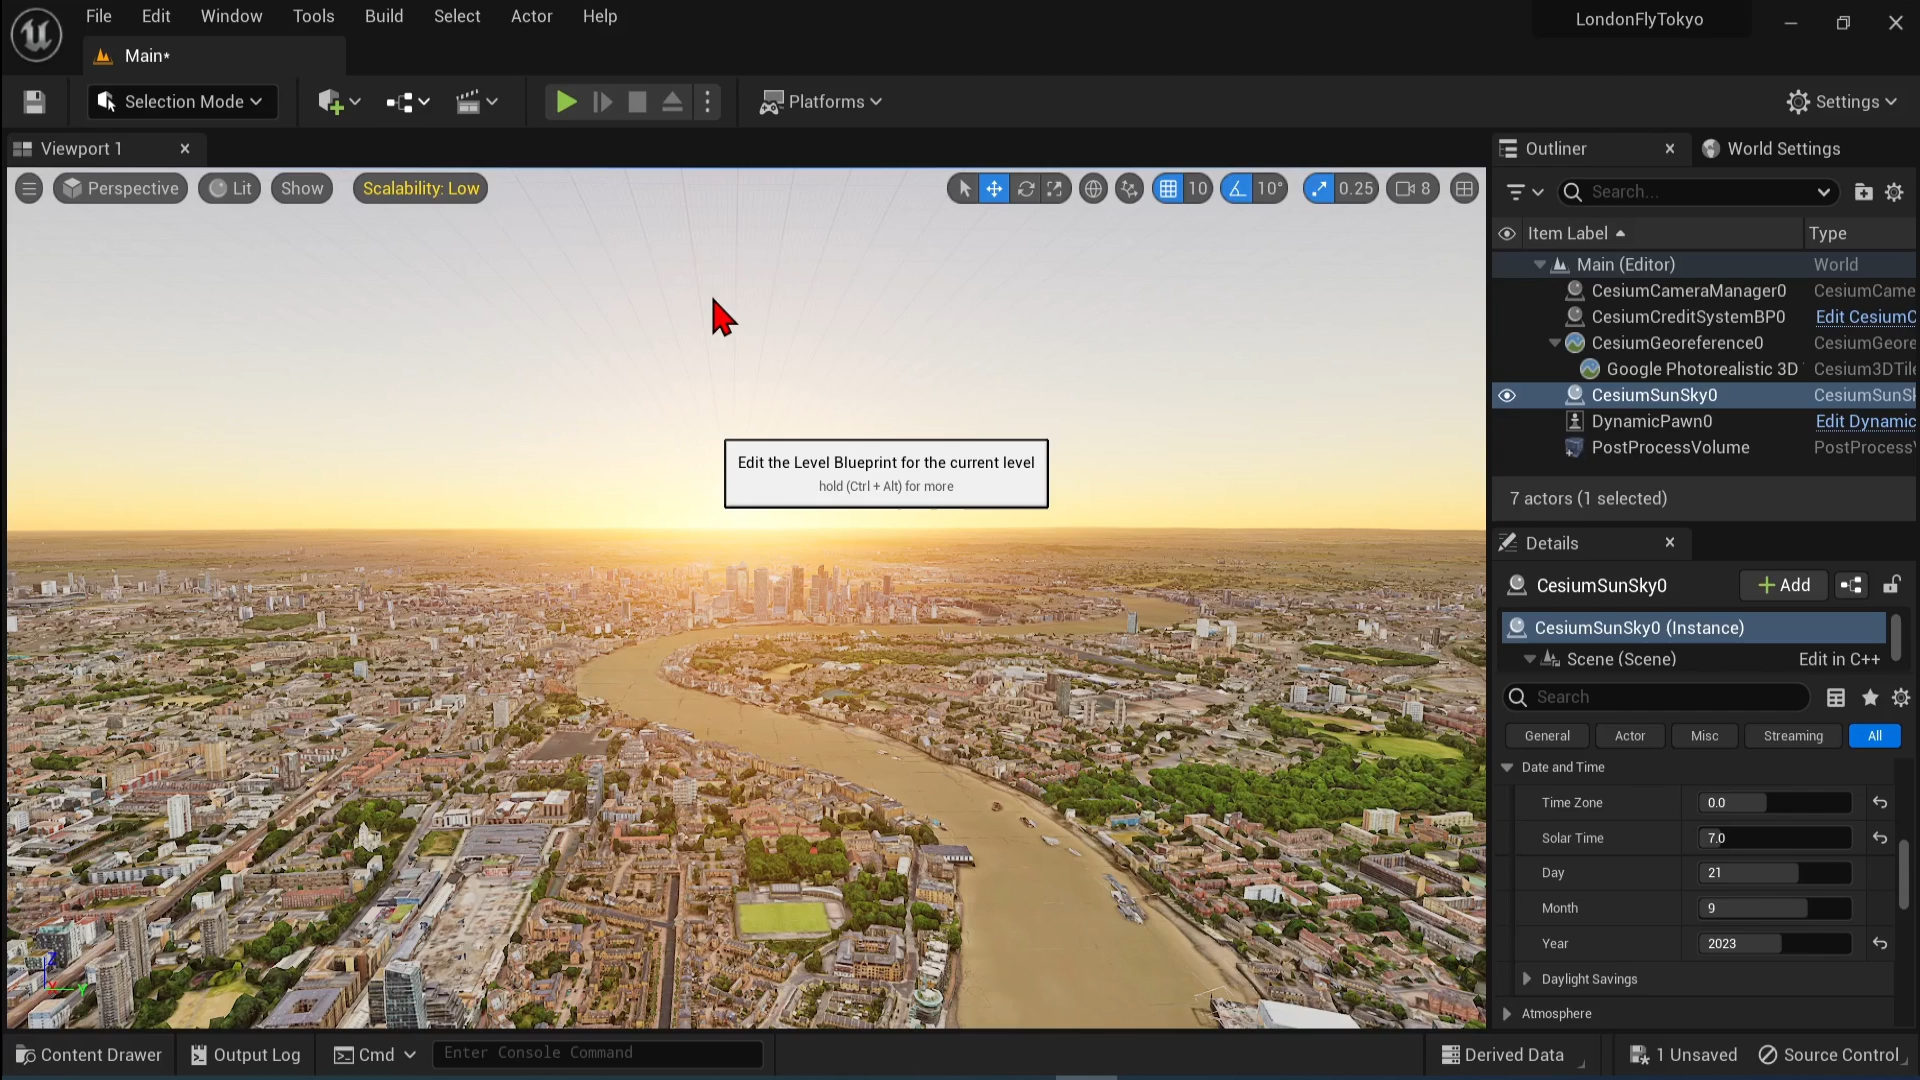 File Edit Window Tools Build Select Actor Help
LondonFlyTokyo
Main*
Selection Mode
Platforms
Settings
Viewport 1
Outliner
World Settings
Perspective
Lit
Show
Scalability: Low
10
10°
0.25
8
Search...
Item Label
Type
Main (Editor)
World
CesiumCameraManager0
CesiumCame
CesiumCreditSystemBP0
Edit CesiumC
CesiumGeoreference0
CesiumGeore
Google Photorealistic 3D
Cesium3DTile
CesiumSunSky0
CesiumSunSk
DynamicPawn0
Edit Dynamic
PostProcessVolume
PostProcessV
7 actors (1 selected)
Edit the Level Blueprint for the current level
hold (Ctrl + Alt) for more
Details
CesiumSunSky0
Add
CesiumSunSky0 (Instance)
Scene (Scene)
Edit in C++
Search
General
Actor
Misc
Streaming
All
Date and Time
Time Zone
0.0
Solar Time
7.0
Day
21
Month
9
Year
2023
Daylight Savings
Atmosphere
Z
Y
Content Drawer
Output Log
Cmd
Enter Console Command
Derived Data
1 Unsaved
Source Control